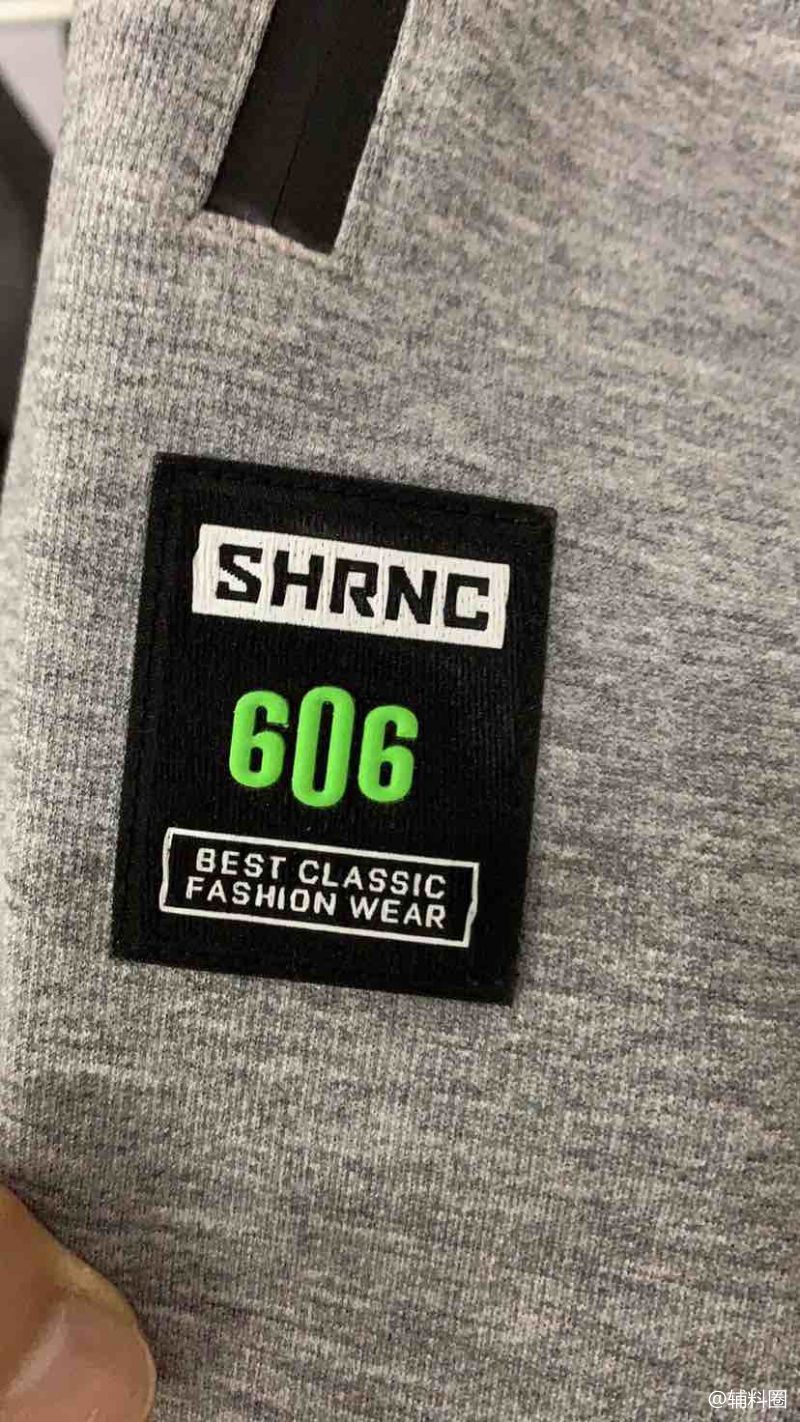 SHRNC
606
BEST CLASSIC
FASHION WEAR
@辅料圈